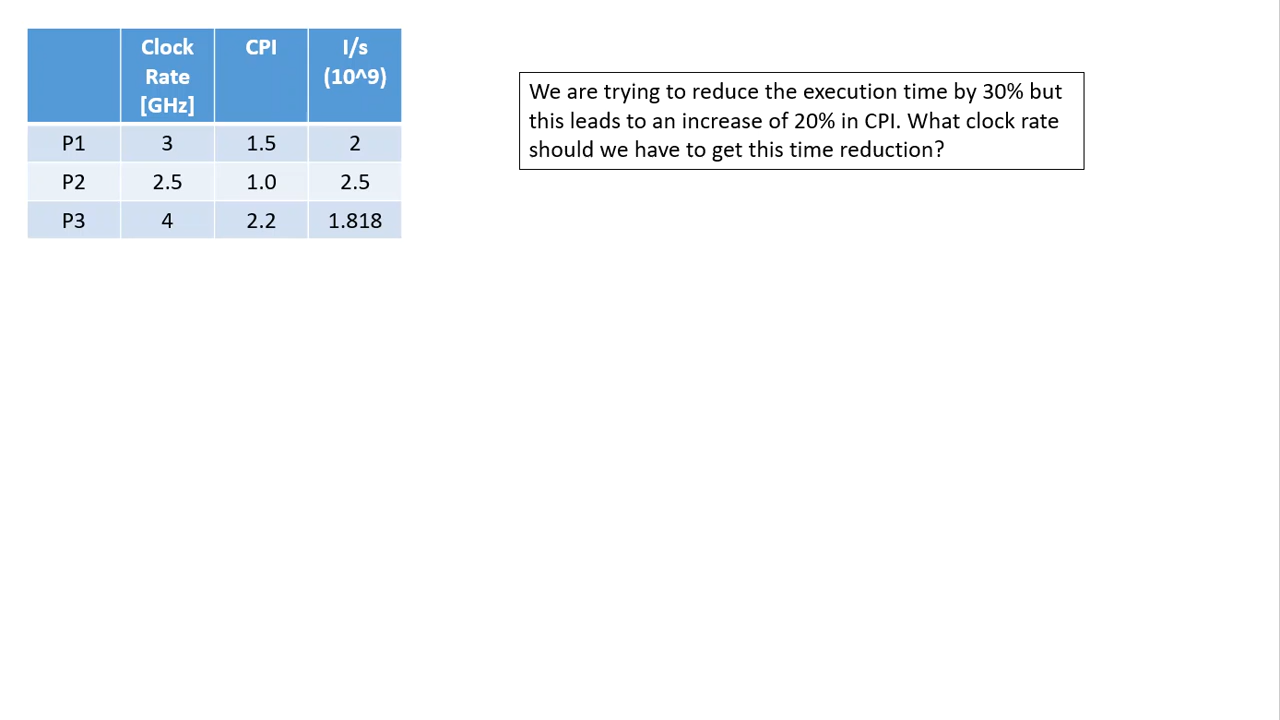 Clock Rate [GHz] CPI I/s (10^9)
P1 3 1.5 2
P2 2.5 1.0 2.5
P3 4 2.2 1.818
We are trying to reduce the execution time by 30% but
this leads to an increase of 20% in CPI. What clock rate
should we have to get this time reduction?